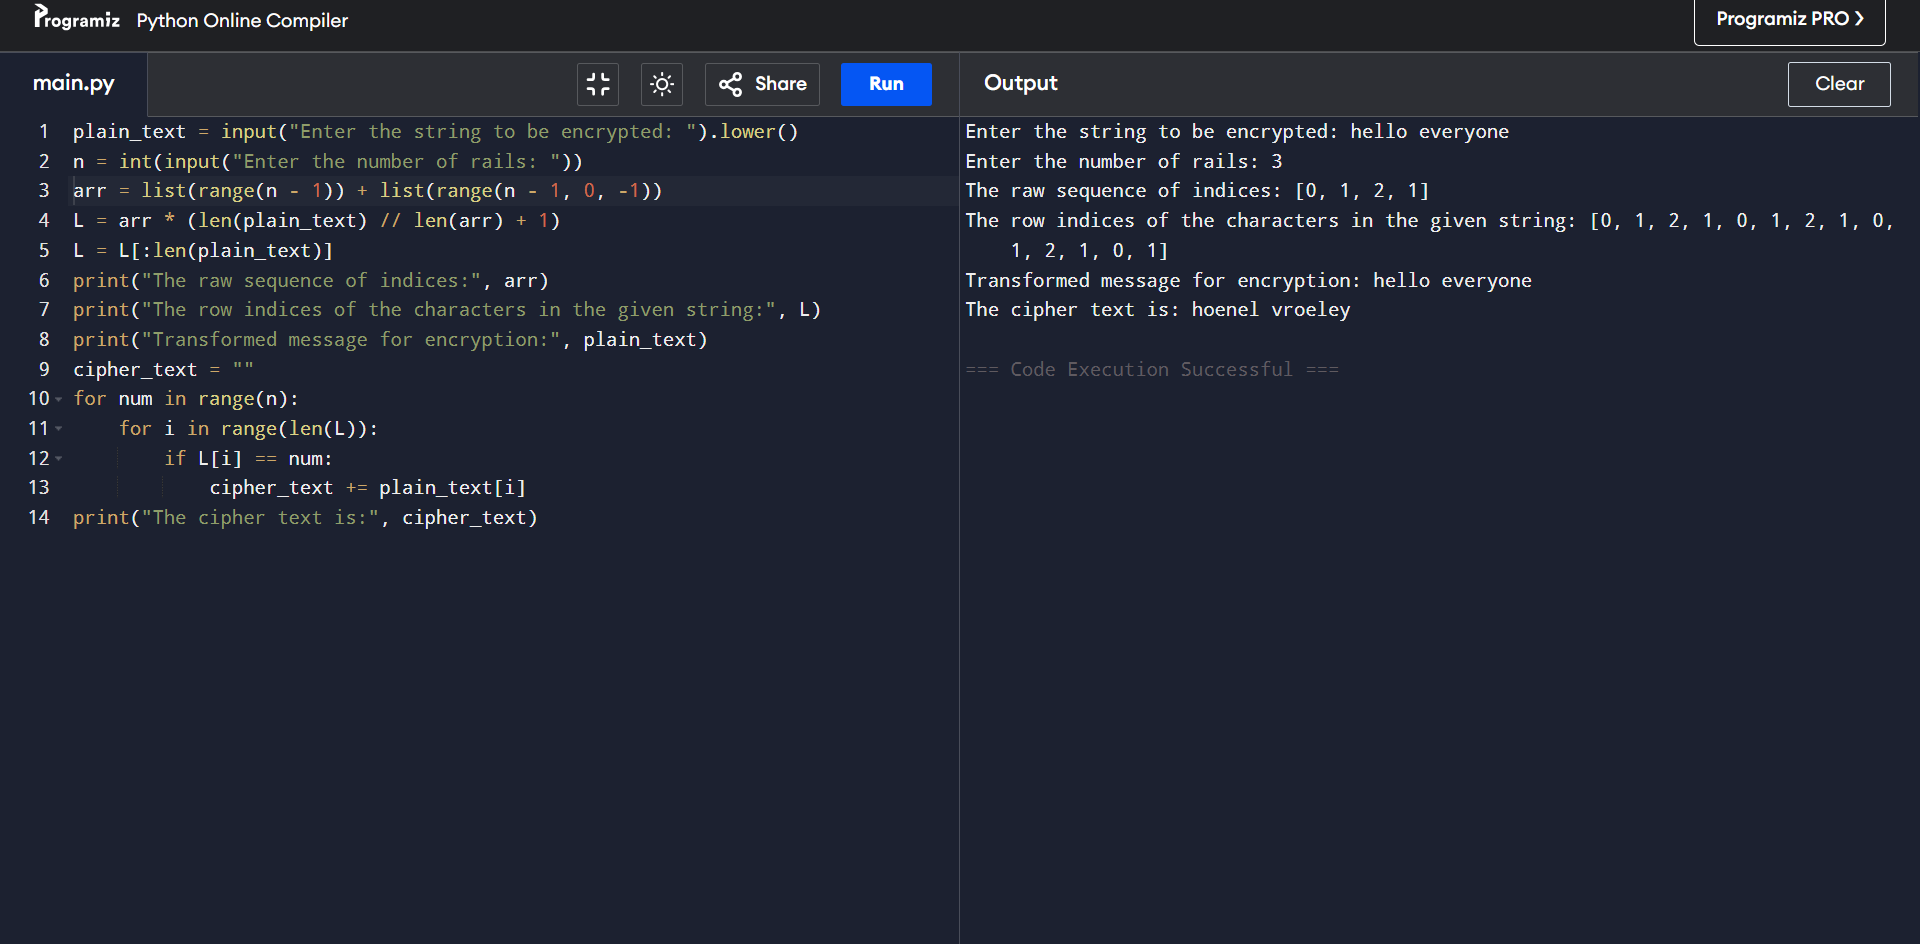 Programiz Python Online Compiler
Programiz PRO
main.py
Share
Run
Output
Clear
1 plain_text = input("Enter the string to be encrypted: ").lower()
2 n = int(input("Enter the number of rails: "))
3 arr = list(range(n - 1)) + list(range(n - 1, 0, -1))
4 L = arr * (len(plain_text) // len(arr) + 1)
5 L = L[:len(plain_text)]
6 print("The raw sequence of indices:", arr)
7 print("The row indices of the characters in the given string:", L)
8 print("Transformed message for encryption:", plain_text)
9 cipher_text = ""
10 for num in range(n):
11     for i in range(len(L)):
12         if L[i] == num:
13             cipher_text += plain_text[i]
14 print("The cipher text is:", cipher_text)
Enter the string to be encrypted: hello everyone
Enter the number of rails: 3
The raw sequence of indices: [0, 1, 2, 1]
The row indices of the characters in the given string: [0, 1, 2, 1, 0, 1, 2, 1, 0,
1, 2, 1, 0, 1]
Transformed message for encryption: hello everyone
The cipher text is: hoenel vroeley
=== Code Execution Successful ===